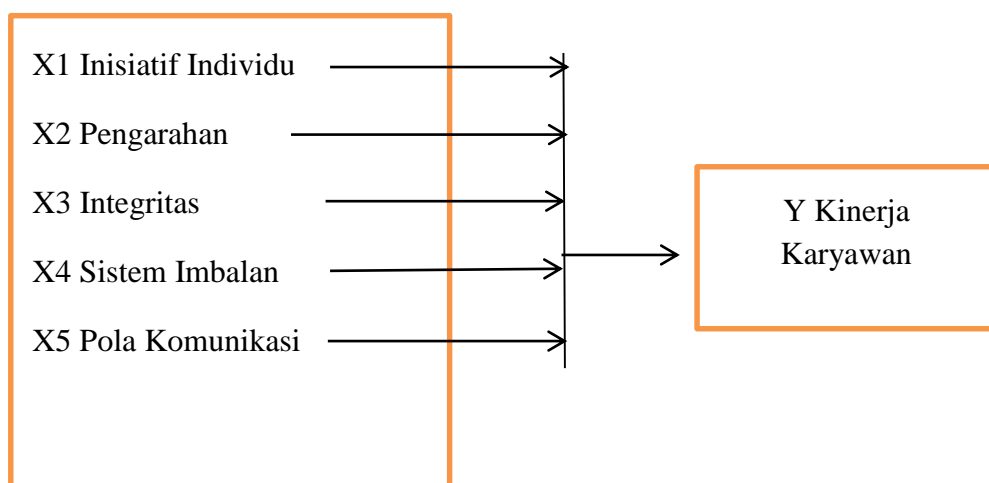 X1 Inisiatif Individu
X2 Pengarahan
X3 Integritas
X4 Sistem Imbalan
X5 Pola Komunikasi
Y Kinerja
Karyawan